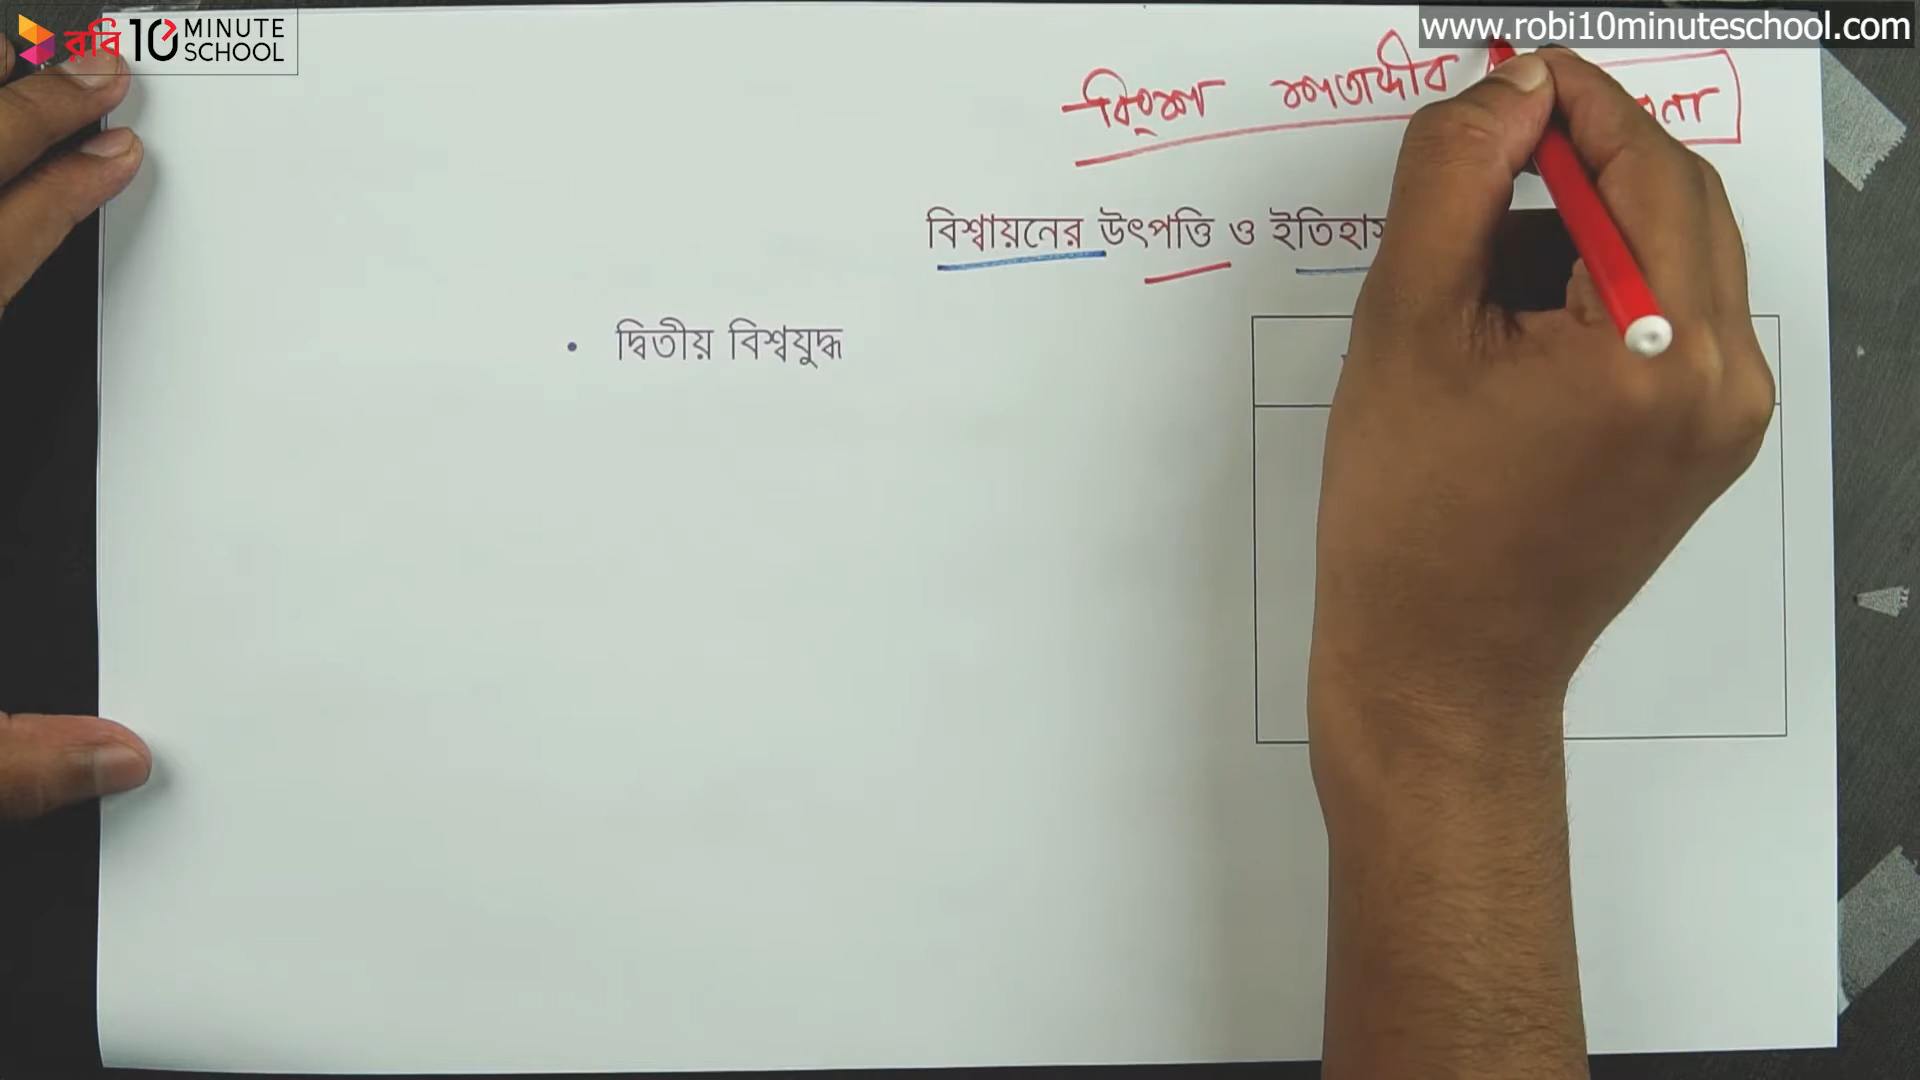 রবি 10 MINUTE SCHOOL
www.robi10minuteschool.com
বিংশ শতাব্দীর
বিশ্বায়নের উৎপত্তি ও ইতিহাস
• দ্বিতীয় বিশ্বযুদ্ধ